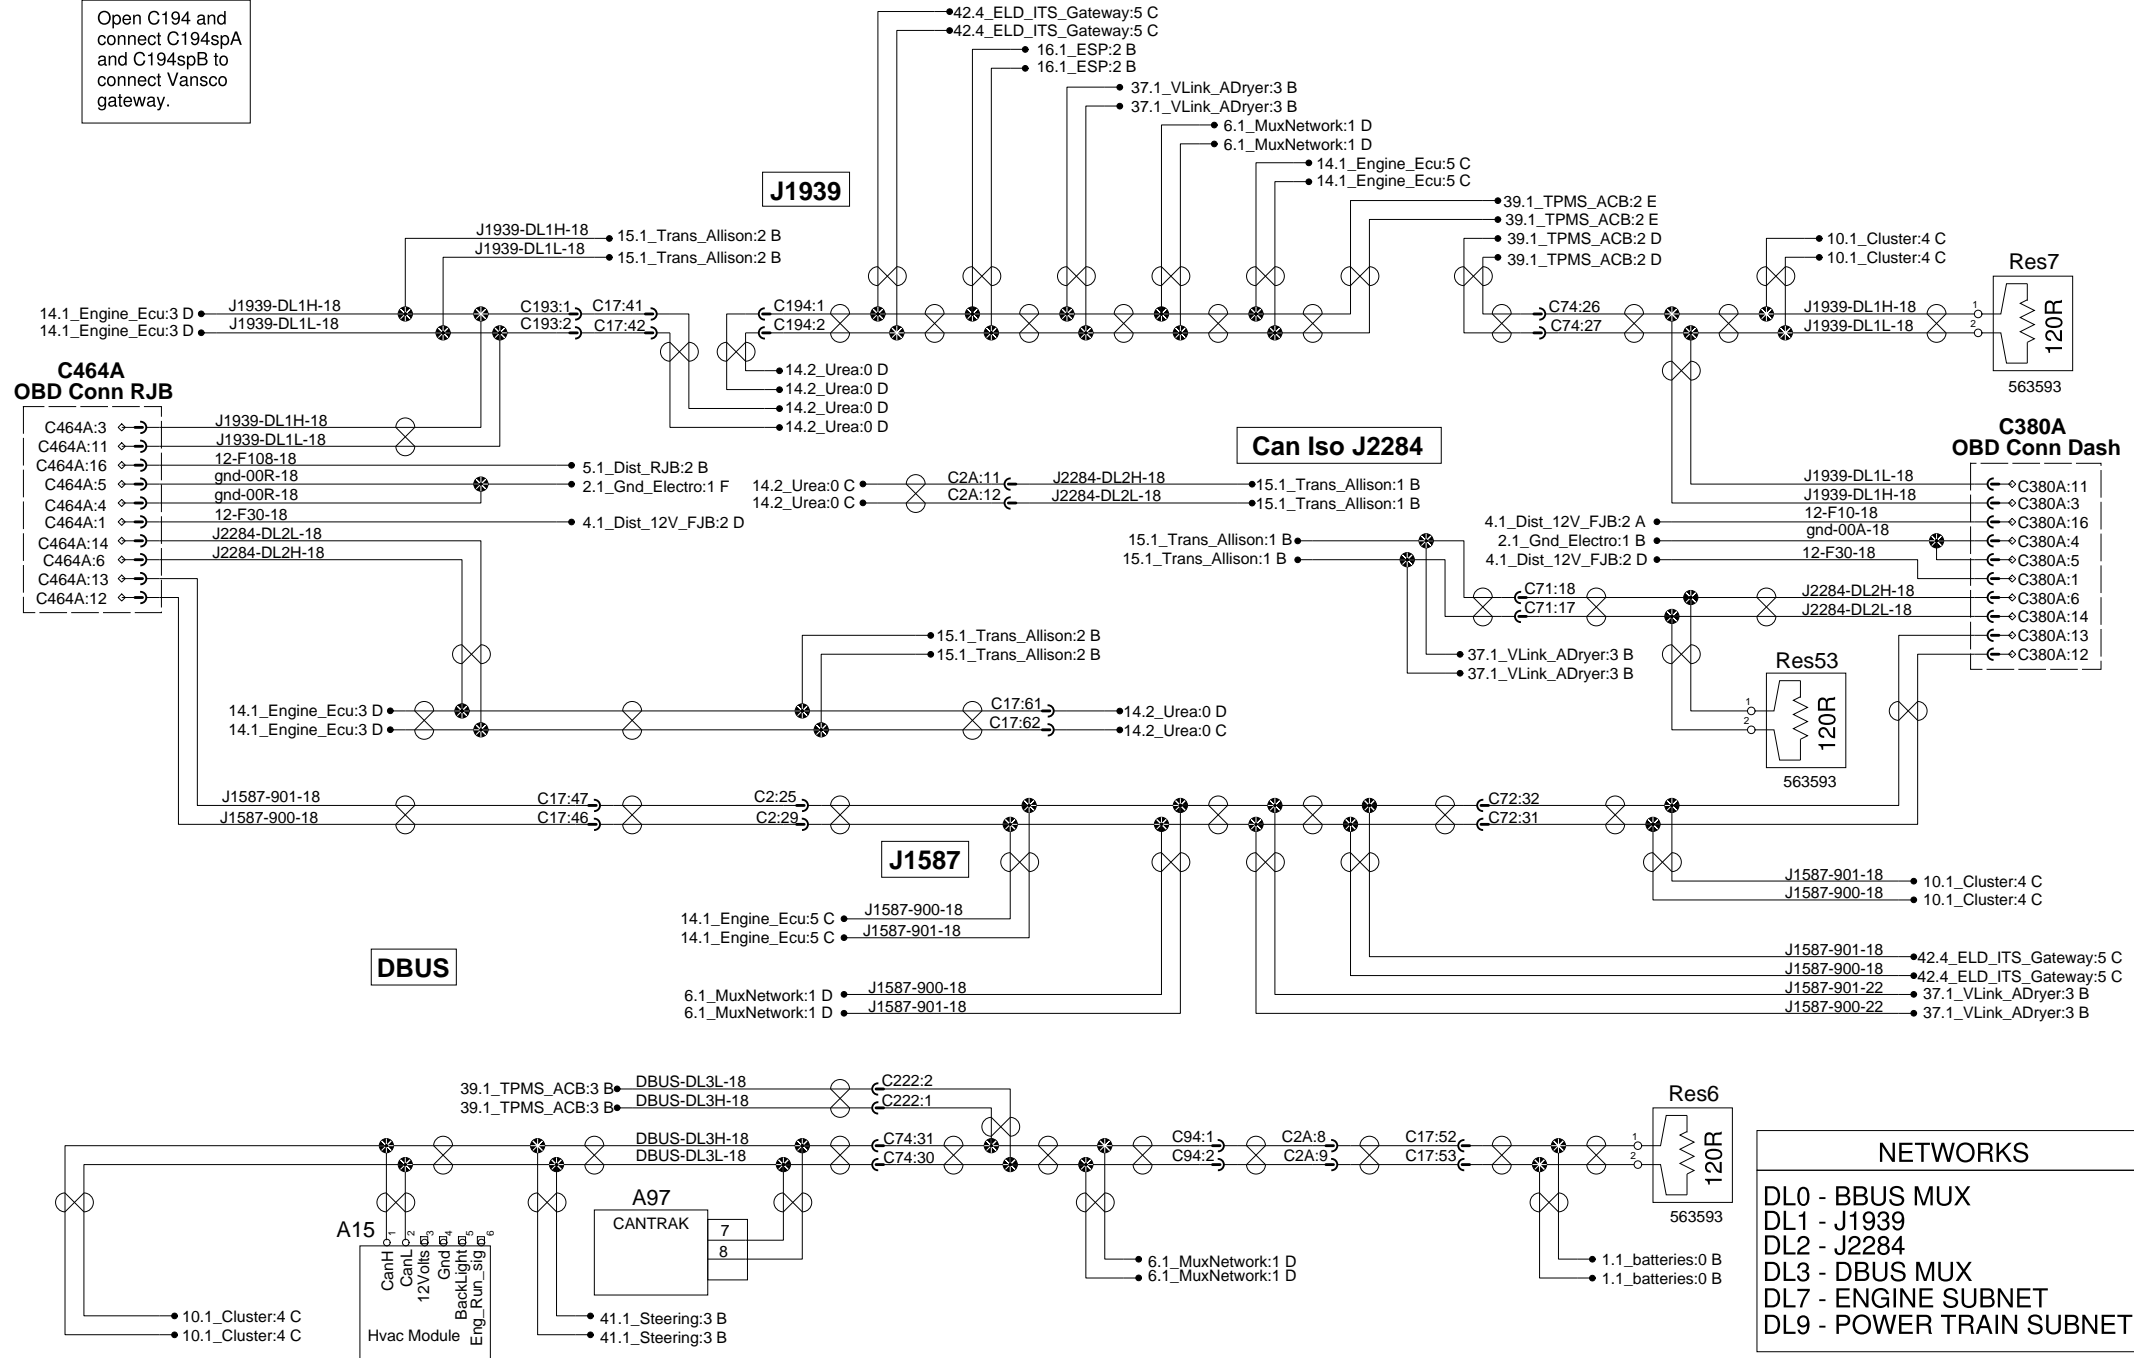 Open C194 and
connect C194spA
and C194spB to
connect Vansco
gateway.
42.4_ELD_ITS_Gateway:5 C
42.4_ELD_ITS_Gateway:5 C
16.1_ESP:2 B
16.1_ESP:2 B
37.1_VLink_ADryer:3 B
37.1_VLink_ADryer:3 B
6.1_MuxNetwork:1 D
6.1_MuxNetwork:1 D
14.1_Engine_Ecu:5 C
14.1_Engine_Ecu:5 C
J1939
39.1_TPMS_ACB:2 E
39.1_TPMS_ACB:2 E
39.1_TPMS_ACB:2 D
39.1_TPMS_ACB:2 D
J1939-DL1H-18
15.1_Trans_Allison:2 B
J1939-DL1L-18
15.1_Trans_Allison:2 B
10.1_Cluster:4 C
10.1_Cluster:4 C
Res7
14.1_Engine_Ecu:3 D
J1939-DL1H-18
C193:1
C17:41
C194:1
C74:26
J1939-DL1H-18
1
14.1_Engine_Ecu:3 D
J1939-DL1L-18
C193:2
C17:42
C194:2
C74:27
J1939-DL1L-18
2
120R
563593
14.2_Urea:0 D
14.2_Urea:0 D
14.2_Urea:0 D
14.2_Urea:0 D
C464A
OBD Conn RJB
C464A:3
J1939-DL1H-18
C464A:11
J1939-DL1L-18
C464A:16
12-F108-18
5.1_Dist_RJB:2 B
C464A:5
gnd-00R-18
2.1_Gnd_Electro:1 F
C464A:4
gnd-00R-18
C464A:1
12-F30-18
4.1_Dist_12V_FJB:2 D
C464A:14
J2284-DL2L-18
C464A:6
J2284-DL2H-18
C464A:13
C464A:12
Can Iso J2284
14.2_Urea:0 C
C2A:11
J2284-DL2H-18
15.1_Trans_Allison:1 B
14.2_Urea:0 C
C2A:12
J2284-DL2L-18
15.1_Trans_Allison:1 B
C380A
OBD Conn Dash
J1939-DL1L-18
C380A:11
J1939-DL1H-18
C380A:3
4.1_Dist_12V_FJB:2 A
12-F10-18
C380A:16
2.1_Gnd_Electro:1 B
gnd-00A-18
C380A:4
4.1_Dist_12V_FJB:2 D
12-F30-18
C380A:5
C380A:1
15.1_Trans_Allison:1 B
15.1_Trans_Allison:1 B
C71:18
J2284-DL2H-18
C380A:6
C71:17
J2284-DL2L-18
C380A:14
C380A:13
C380A:12
37.1_VLink_ADryer:3 B
37.1_VLink_ADryer:3 B
Res53
1
2
120R
563593
15.1_Trans_Allison:2 B
15.1_Trans_Allison:2 B
14.1_Engine_Ecu:3 D
C17:61
14.2_Urea:0 D
14.1_Engine_Ecu:3 D
C17:62
14.2_Urea:0 C
J1587-901-18
C17:47
C2:25
C72:32
J1587-900-18
C17:46
C2:29
C72:31
J1587
J1587-901-18
10.1_Cluster:4 C
J1587-900-18
10.1_Cluster:4 C
14.1_Engine_Ecu:5 C
J1587-900-18
14.1_Engine_Ecu:5 C
J1587-901-18
DBUS
J1587-901-18
42.4_ELD_ITS_Gateway:5 C
J1587-900-18
42.4_ELD_ITS_Gateway:5 C
6.1_MuxNetwork:1 D
J1587-900-18
J1587-901-22
37.1_VLink_ADryer:3 B
6.1_MuxNetwork:1 D
J1587-901-18
J1587-900-22
37.1_VLink_ADryer:3 B
39.1_TPMS_ACB:3 B
DBUS-DL3L-18
C222:2
39.1_TPMS_ACB:3 B
DBUS-DL3H-18
C222:1
Res6
DBUS-DL3H-18
C74:31
C94:1
C2A:8
C17:52
1
DBUS-DL3L-18
C74:30
C94:2
C2A:9
C17:53
2
120R
563593
A97
CANTRAK
7
8
A15
1
2
3
4
5
6
CanH
CanL
12Volts
Gnd
BackLight
Eng_Run_sig
Hvac Module
10.1_Cluster:4 C
10.1_Cluster:4 C
41.1_Steering:3 B
41.1_Steering:3 B
6.1_MuxNetwork:1 D
6.1_MuxNetwork:1 D
1.1_batteries:0 B
1.1_batteries:0 B
NETWORKS
DL0 - BBUS MUX
DL1 - J1939
DL2 - J2284
DL3 - DBUS MUX
DL7 - ENGINE SUBNET
DL9 - POWER TRAIN SUBNET